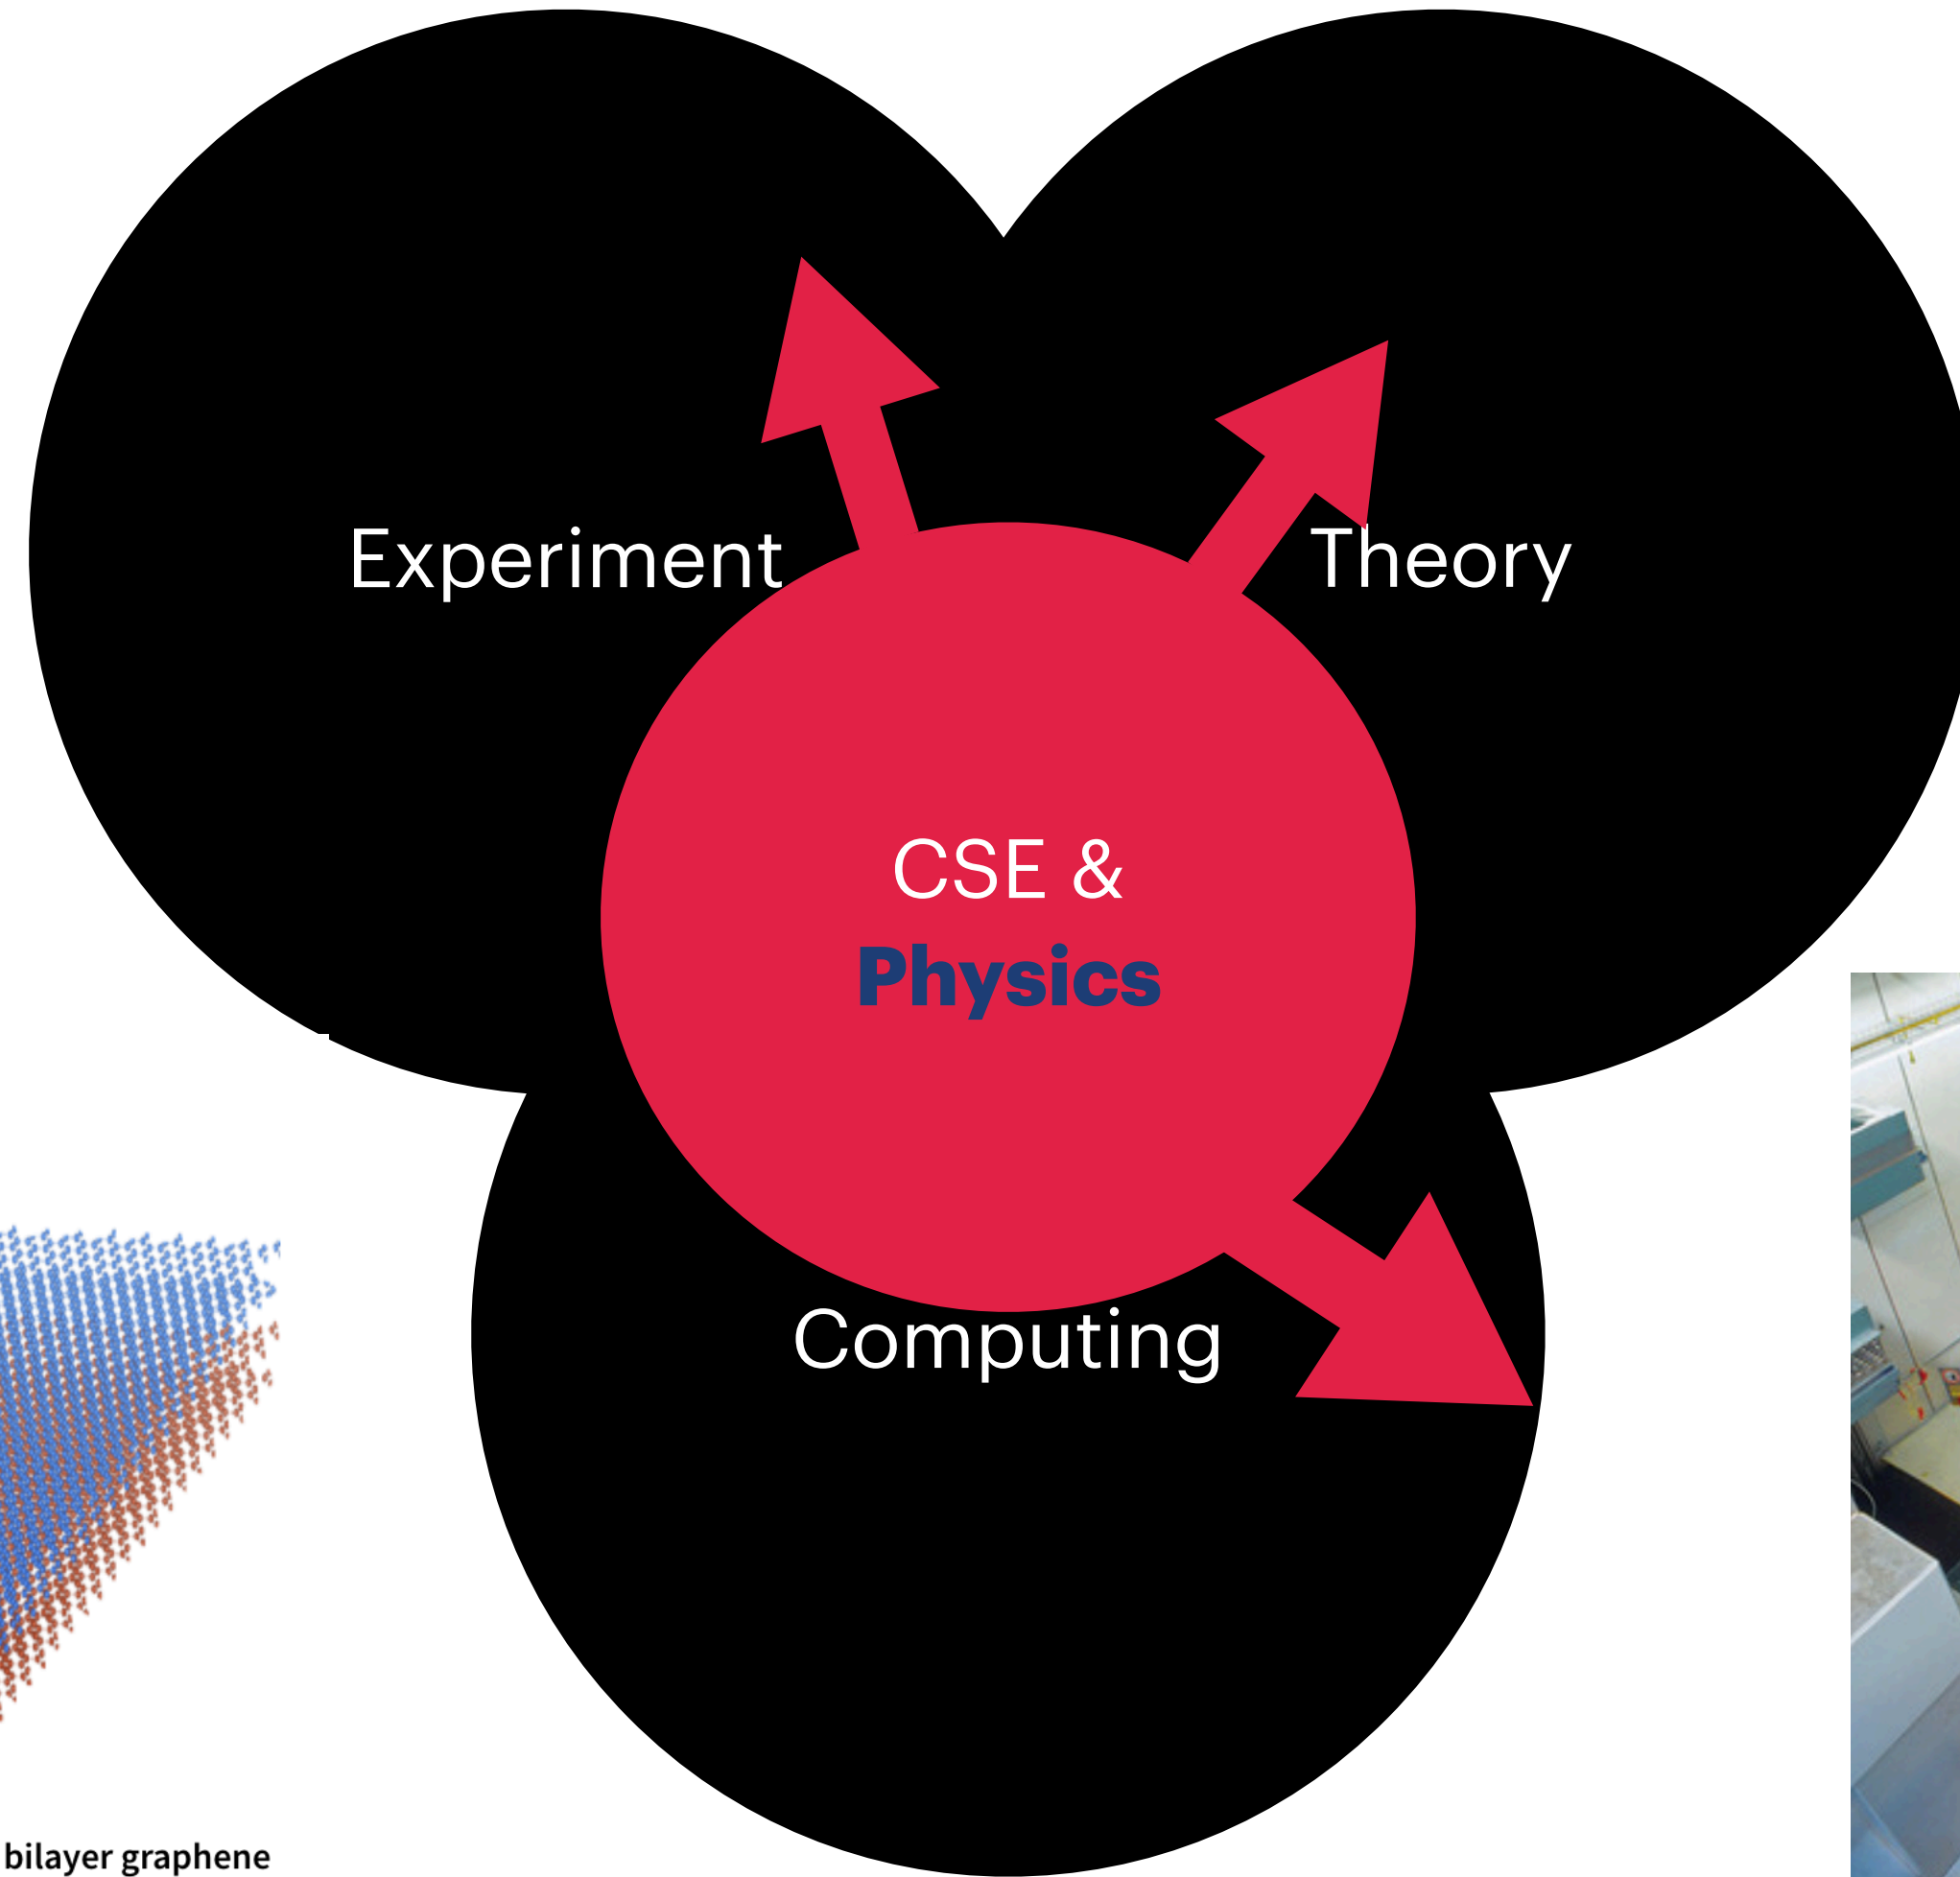 Experiment
Theory
CSE &
Physics
Computing
bilayer graphene